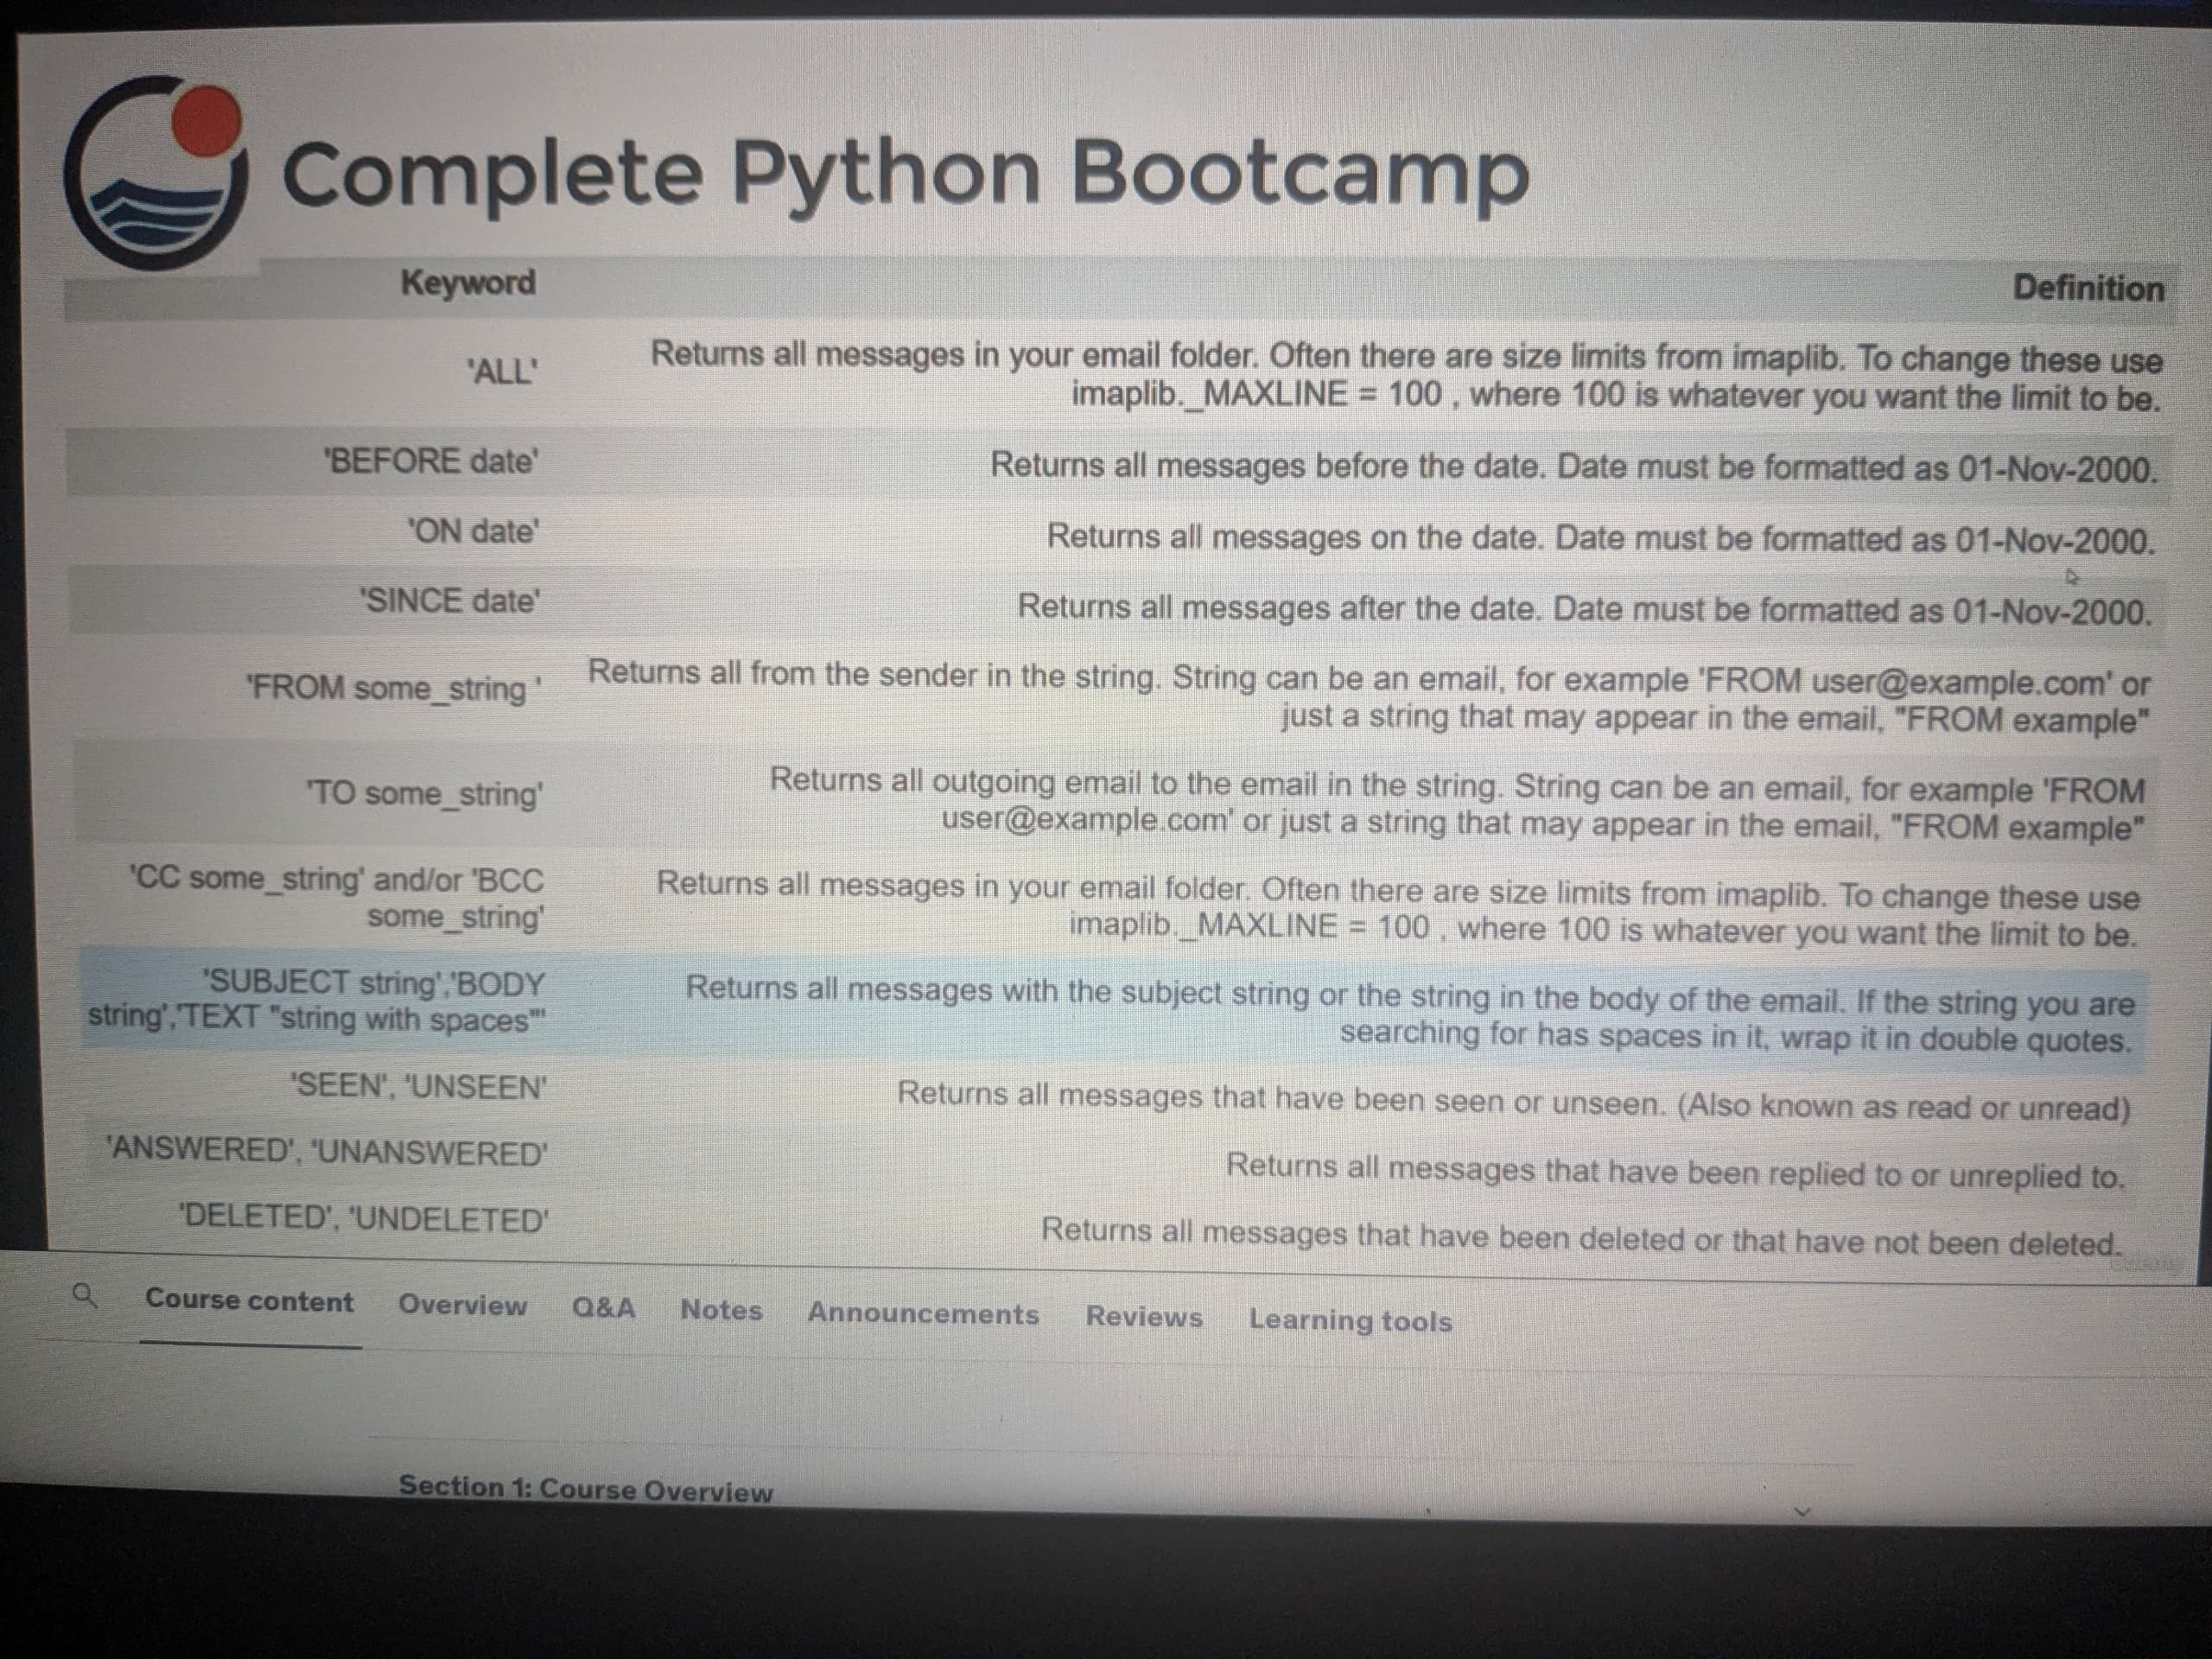 Complete Python Bootcamp
Keyword Definition
'ALL' Returns all messages in your email folder. Often there are size limits from imaplib. To change these use
imaplib._MAXLINE = 100 , where 100 is whatever you want the limit to be.
'BEFORE date' Returns all messages before the date. Date must be formatted as 01-Nov-2000.
'ON date' Returns all messages on the date. Date must be formatted as 01-Nov-2000.
'SINCE date' Returns all messages after the date. Date must be formatted as 01-Nov-2000.
'FROM some_string ' Returns all from the sender in the string. String can be an email, for example 'FROM user@example.com' or
just a string that may appear in the email, "FROM example"
'TO some_string' Returns all outgoing email to the email in the string. String can be an email, for example 'FROM
user@example.com' or just a string that may appear in the email, "FROM example"
'CC some_string' and/or 'BCC Returns all messages in your email folder. Often there are size limits from imaplib. To change these use
some_string' imaplib._MAXLINE = 100 , where 100 is whatever you want the limit to be.
'SUBJECT string','BODY Returns all messages with the subject string or the string in the body of the email. If the string you are
string','TEXT "string with spaces"' searching for has spaces in it, wrap it in double quotes.
'SEEN', 'UNSEEN' Returns all messages that have been seen or unseen. (Also known as read or unread)
'ANSWERED', 'UNANSWERED' Returns all messages that have been replied to or unreplied to.
'DELETED', 'UNDELETED' Returns all messages that have been deleted or that have not been deleted.
Course content Overview Q&A Notes Announcements Reviews Learning tools
Section 1: Course Overview